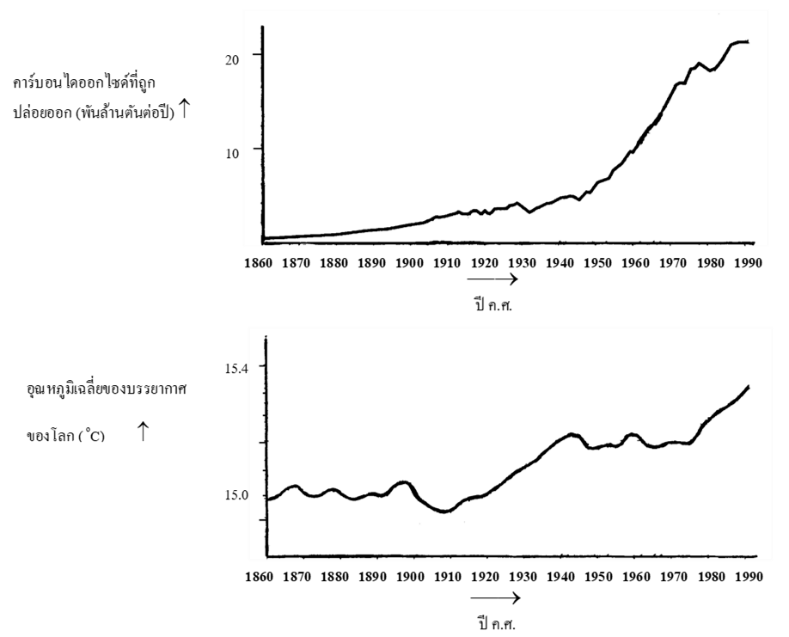 20
คาร์บอนไดออกไซด์ที่ถูก
ปล่อยออก (พันล้านตันต่อปี) ↑
10
1860 1870 1880 1890 1900 1910 1920 1930 1940 1950 1960 1970 1980 1990
→
ปี ค.ศ.
15.4
อุณหภูมิเฉลี่ยของบรรยากาศ
ของโลก (°C) ↑
15.0
1860 1870 1880 1890 1900 1910 1920 1930 1940 1950 1960 1970 1980 1990
→
ปี ค.ศ.